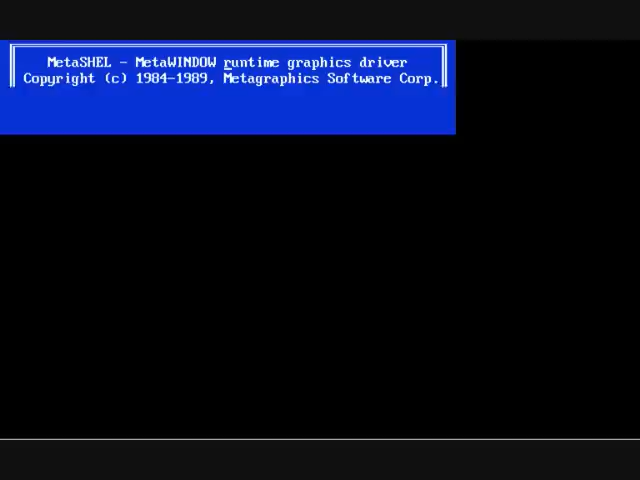 MetaSHEL - MetaWINDOW runtime graphics driver
Copyright (c) 1984-1989, Metagraphics Software Corp.